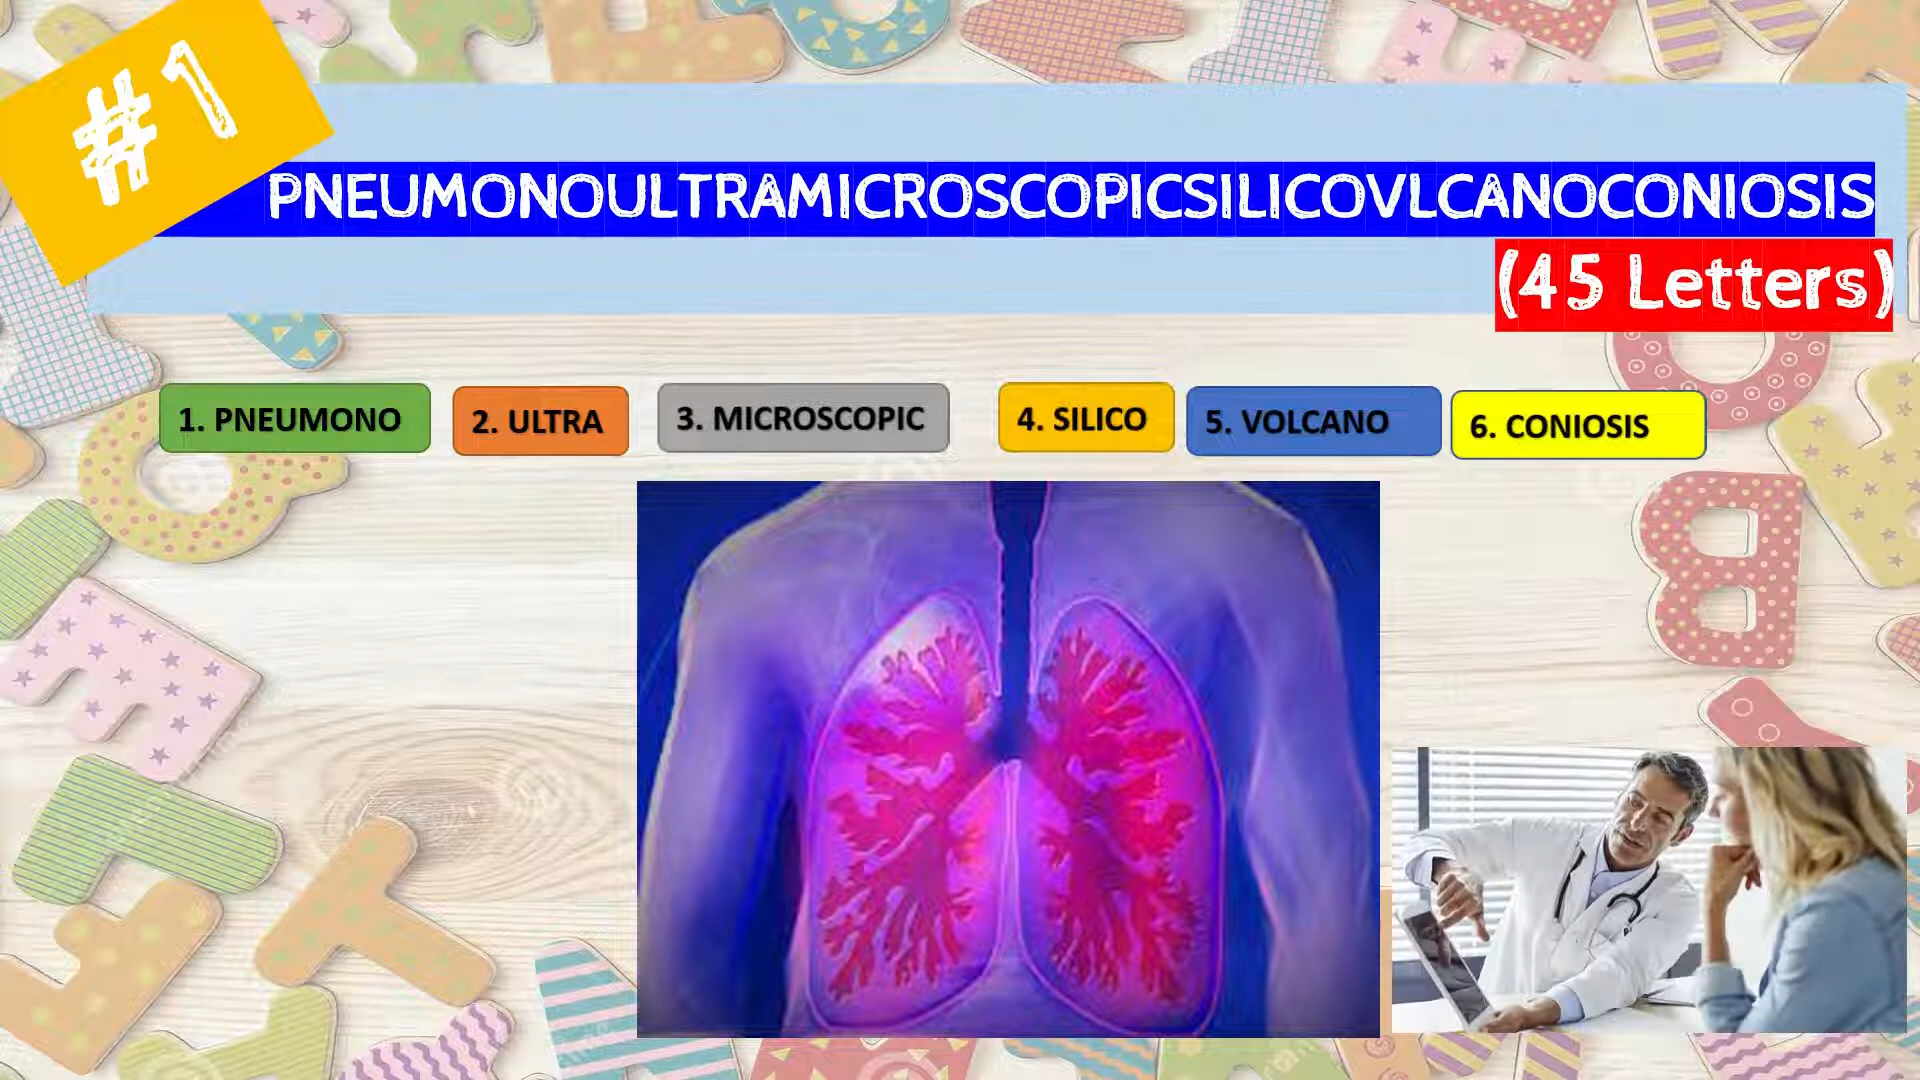 #1
PNEUMONOULTRAMICROSCOPICSILICOVLCANOCONIOSIS
(45 Letters)
1. PNEUMONO
2. ULTRA
3. MICROSCOPIC
4. SILICO
5. VOLCANO
6. CONIOSIS